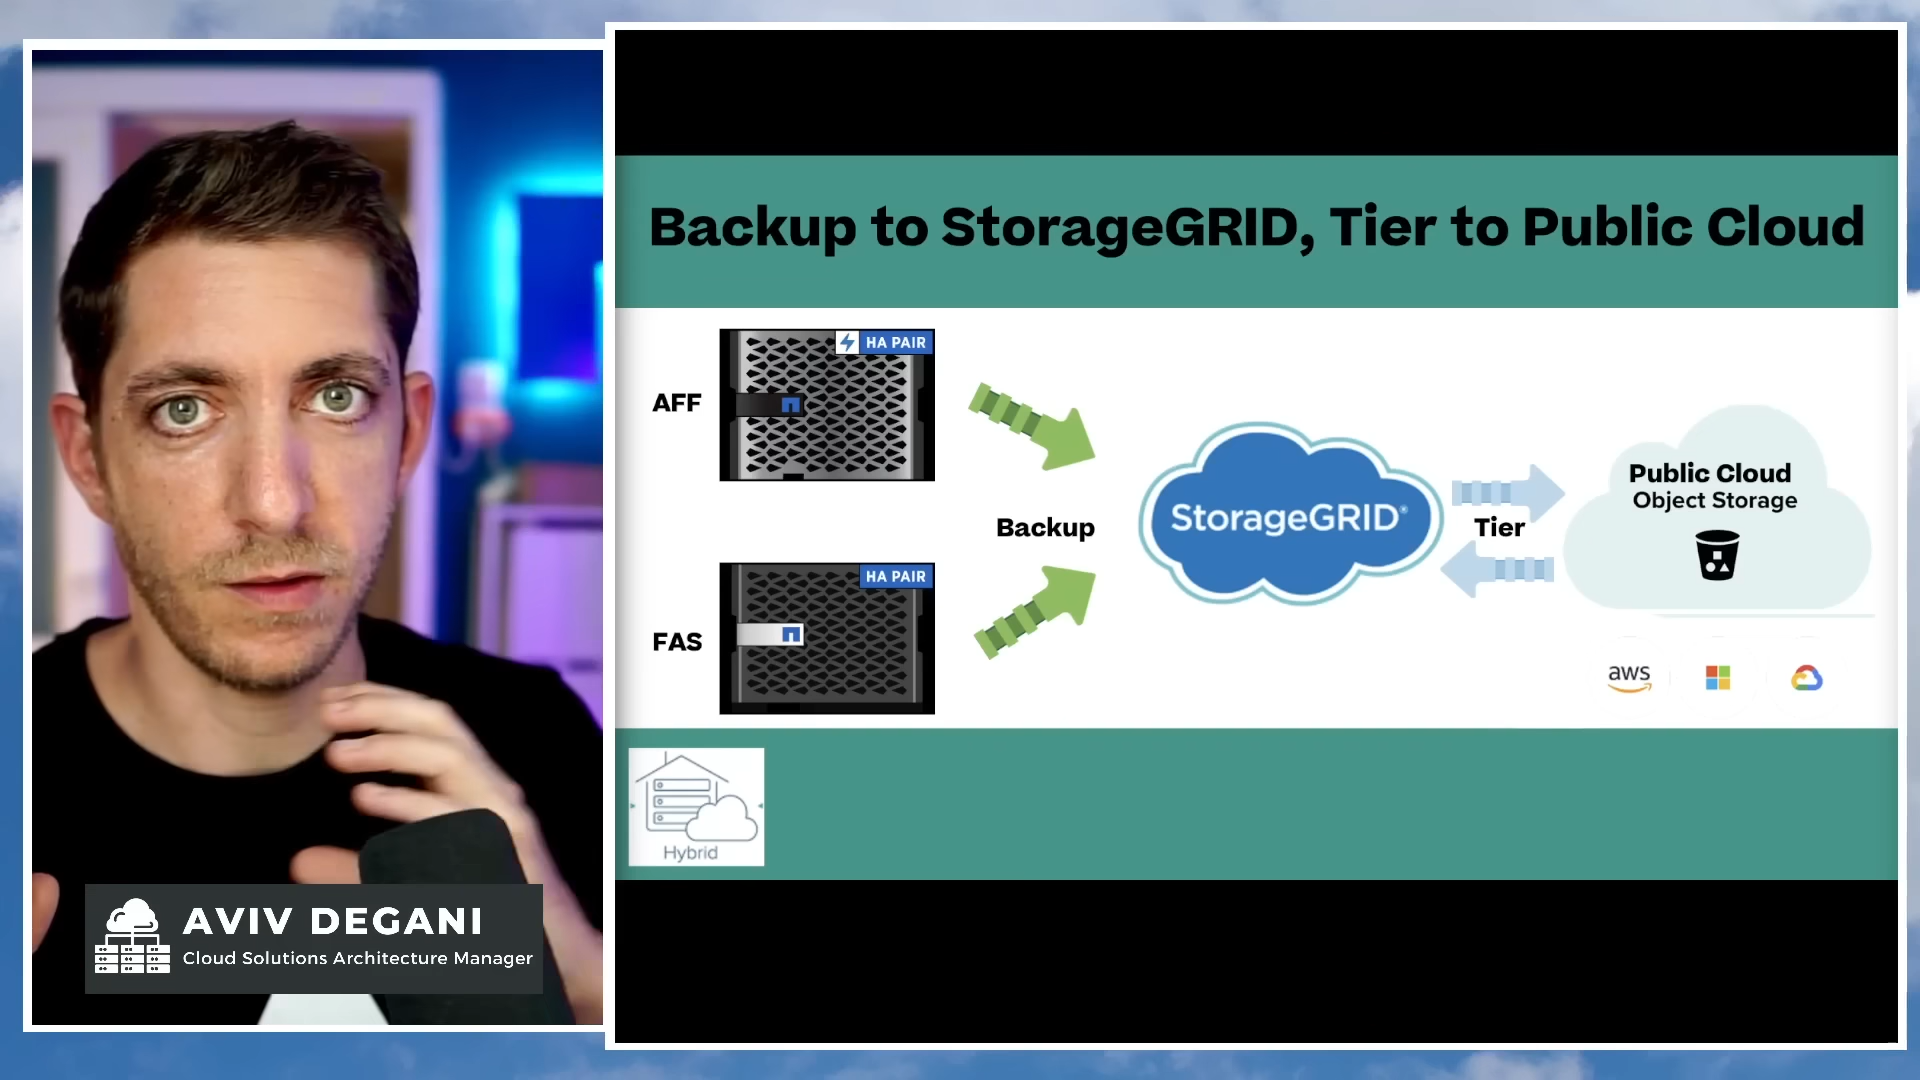 Backup to StorageGRID, Tier to Public Cloud
AFF
HA PAIR
Backup
FAS
HA PAIR
StorageGRID®
Tier
Public Cloud
Object Storage
aws
Hybrid
AVIV DEGANI
Cloud Solutions Architecture Manager